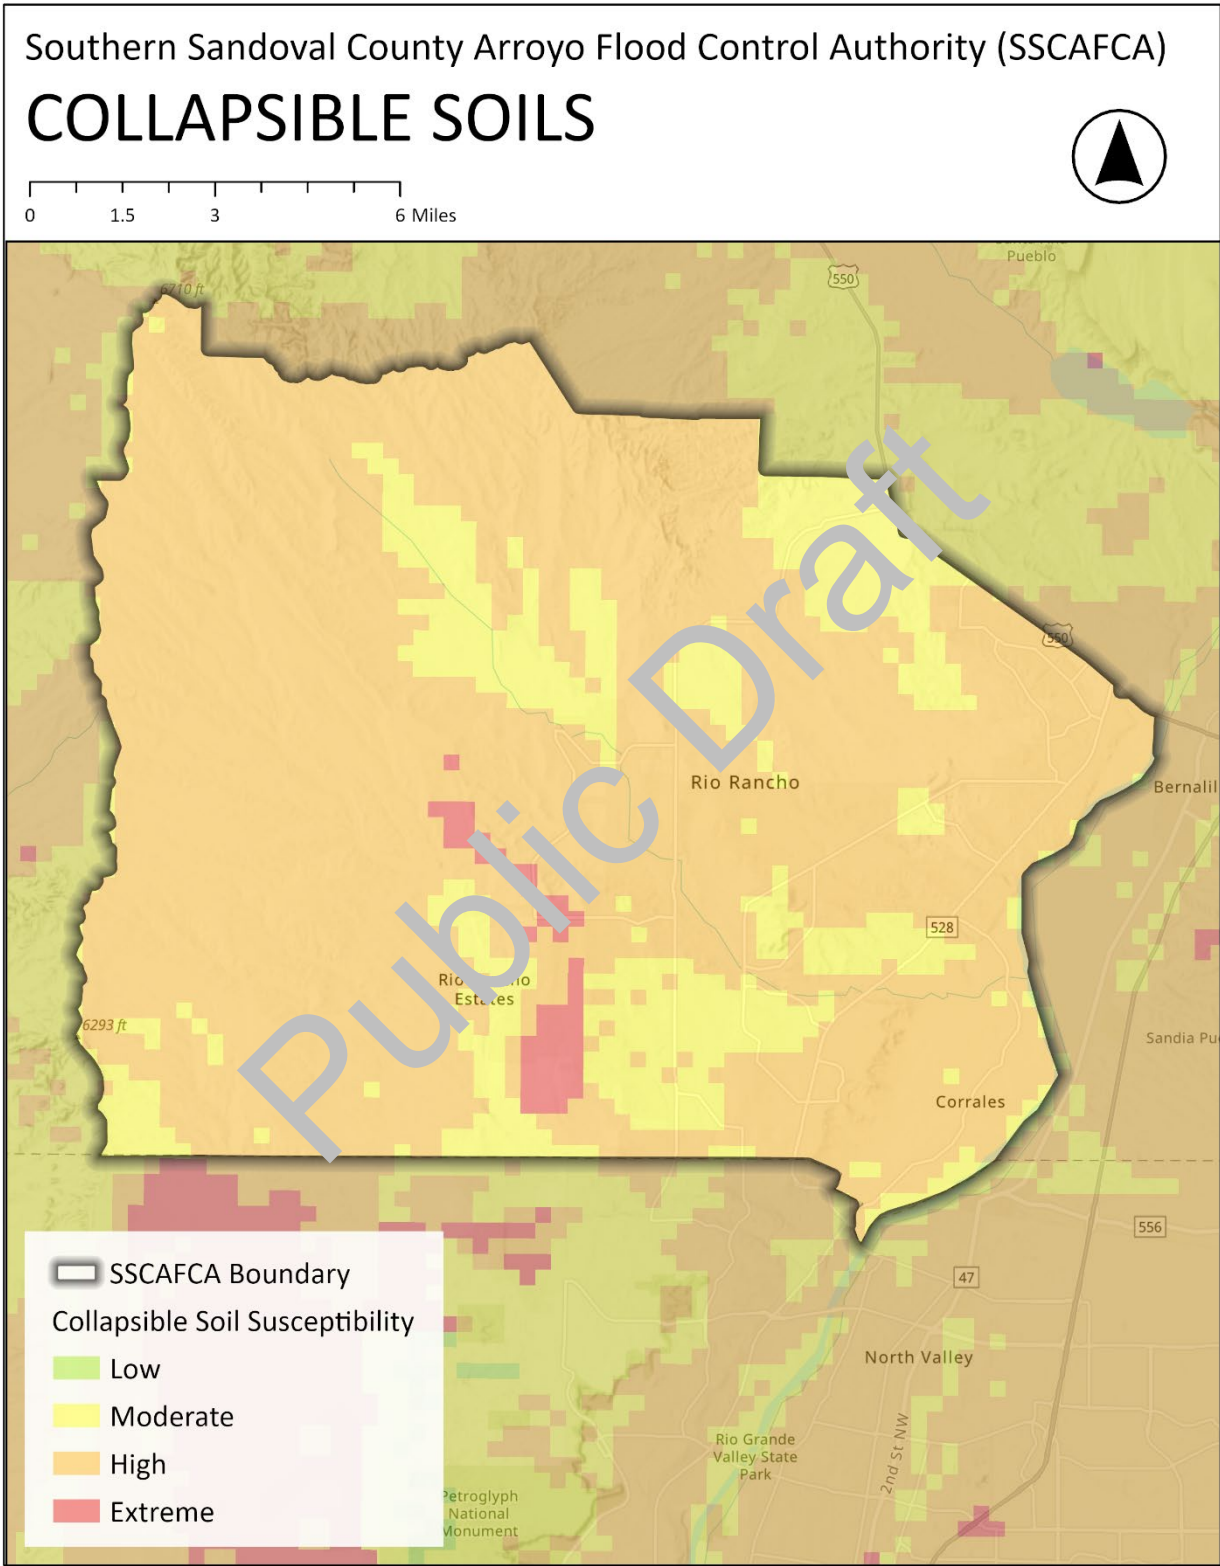 Southern Sandoval County Arroyo Flood Control Authority (SSCAFCA)
COLLAPSIBLE SOILS
0 1.5 3 6 Miles
Pueblo
550
6710 ft
550
Rio Rancho
Bernalil
528
Rio
Estates
6293 ft
Sandia Pu
Corrales
556
47
North Valley
2nd St NW
Rio Grande
Valley State
Park
Petroglyph
National
Monument
Public Draft
SSCAFCA Boundary
Collapsible Soil Susceptibility
Low
Moderate
High
Extreme